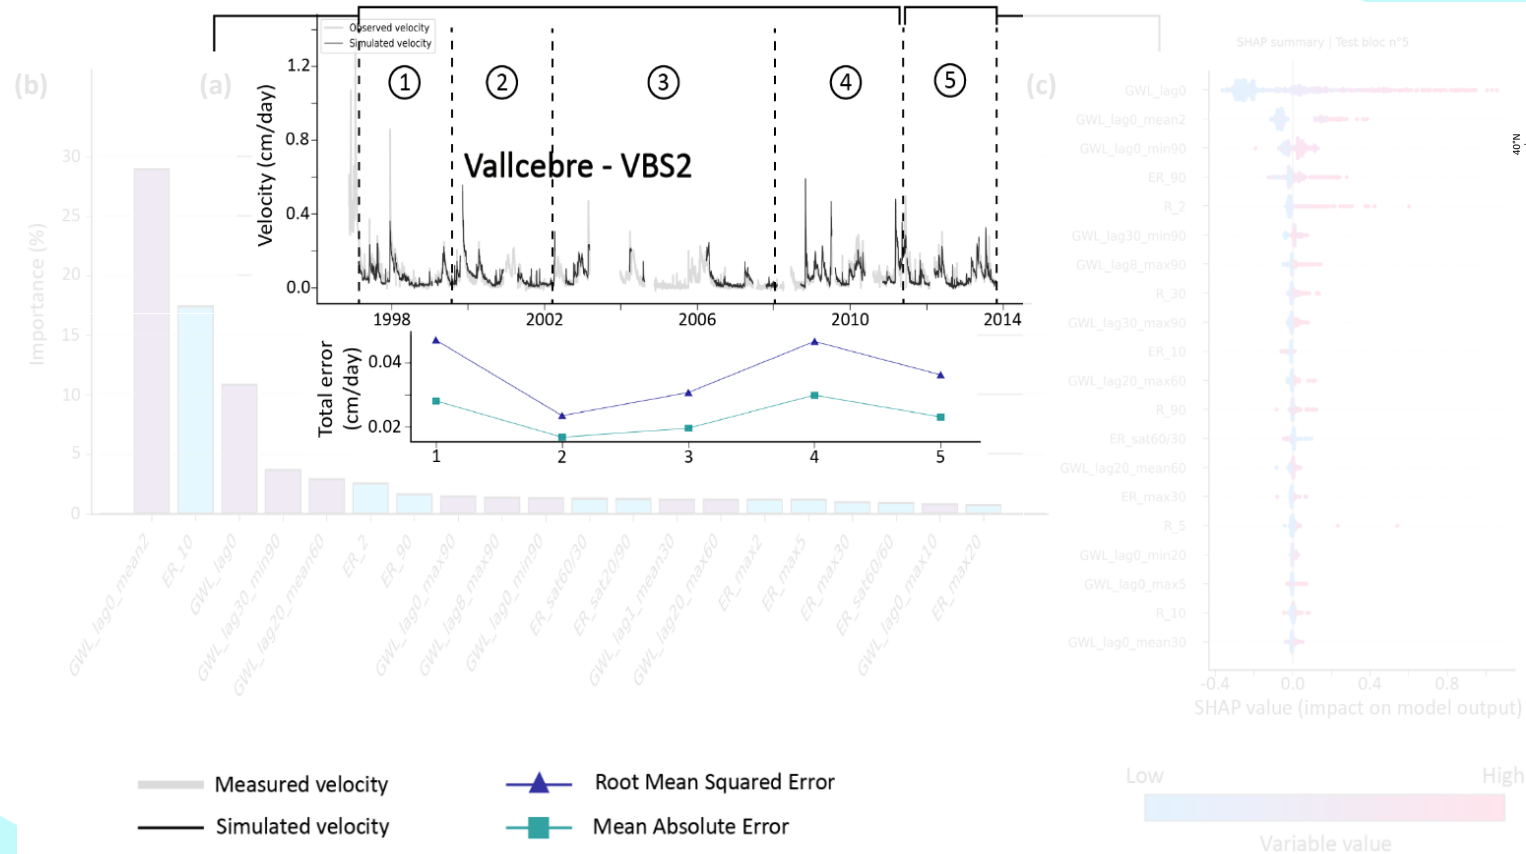 (b)
(a)
(c)
Observed velocity
Simulated velocity
Velocity (cm/day)
1.2
0.8
0.4
0.0
1
2
3
4
5
Vallcebre - VBS2
1998
2002
2006
2010
2014
Total error
(cm/day)
0.04
0.02
1
2
3
4
5
Importance (%)
30
25
20
15
10
5
0
GWL_lag0_mean2
ER_10
GWL_lag0
GWL_lag30_min90
GWL_lag20_mean60
ER_2
ER_90
GWL_lag0_max90
GWL_lag8_max90
GWL_lag0_min90
ER_sat60/30
ER_sat20/90
GWL_lag1_mean30
GWL_lag20_max60
ER_max2
ER_max5
ER_max30
ER_sat60/60
GWL_lag0_max10
ER_max20
SHAP summary | Test bloc n°5
GWL_lag0
GWL_lag0_mean2
GWL_lag0_min90
ER_90
R_2
GWL_lag30_min90
GWL_lag8_max90
R_30
GWL_lag30_max90
ER_10
GWL_lag20_max60
R_90
ER_sat60/30
GWL_lag20_mean60
ER_max30
R_5
GWL_lag0_min20
GWL_lag0_max5
R_10
GWL_lag0_mean30
-0.4
0.0
0.4
0.8
SHAP value (impact on model output)
40°N
Measured velocity
Simulated velocity
Root Mean Squared Error
Mean Absolute Error
Low
High
Variable value